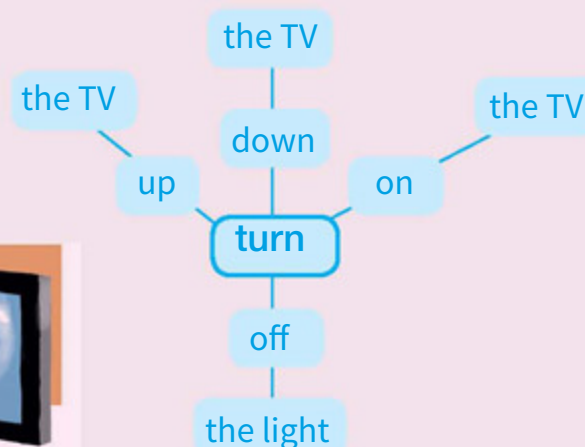 the TV
the TV
the TV
down
up
on
turn
off
the light